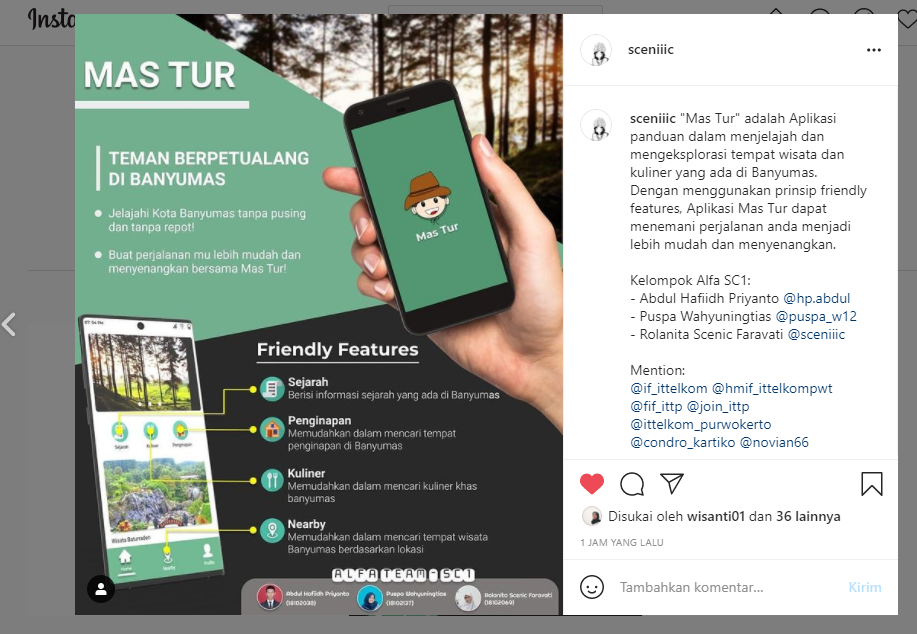 Insta
MAS TUR
TEMAN BERPETUALANG
DI BANYUMAS
Jelajahi Kota Banyumas tanpa pusing
dan tanpa repot!
Buat perjalanan mu lebih mudah dan
menyenangkan bersama Mas Tur!
Mas Tur
Friendly Features
Sejarah
Berisi informasi sejarah yang ada di Banyumas
Penginapan
Memudahkan dalam mencari tempat
penginapan di Banyumas
Kuliner
Memudahkan dalam mencari kuliner khas
banyumas
Nearby
Memudahkan dalam mencari tempat wisata
Banyumas berdasarkan lokasi
Sejarah Kuliner Penginapan
Wisata Baturaden
Home Nearby Profile
ALFA TEAM SC1
Abdul Hafiidh Priyanto
(18102038)
Puspa Wahyuningtias
(18102137)
Rolanita Scenic Faravati
(18102069)
sceniiic
sceniiic "Mas Tur" adalah Aplikasi
panduan dalam menjelajah dan
mengeksplorasi tempat wisata dan
kuliner yang ada di Banyumas.
Dengan menggunakan prinsip friendly
features, Aplikasi Mas Tur dapat
menemani perjalanan anda menjadi
lebih mudah dan menyenangkan.
Kelompok Alfa SC1:
- Abdul Hafiidh Priyanto @hp.abdul
- Puspa Wahyuningtias @puspa_w12
- Rolanita Scenic Faravati @sceniiic
Mention:
@if_ittelkom @hmif_ittelkompwt
@fif_ittp @join_ittp
@ittelkom_purwokerto
@condro_kartiko @novian66
Disukai oleh wisanti01 dan 36 lainnya
1 JAM YANG LALU
Tambahkan komentar...
Kirim